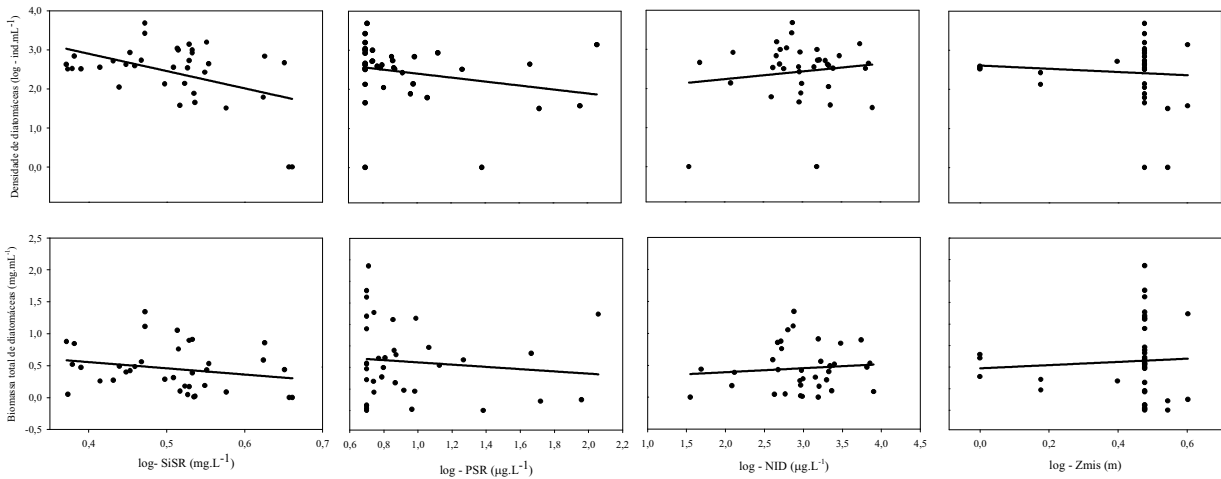 Densidade de diatomáceas (log - ind.mL-1)
4,0
3,0
2,0
1,0
0,0
Biomassa total de diatomáceas (mg.mL-1)
2,5
2,0
1,5
1,0
0,5
0,0
-0,5
0,4 0,5 0,6 0,7
log- SiSR (mg.L-1)
0,6 0,8 1,0 1,2 1,4 1,6 1,8 2,0 2,2
log - PSR (µg.L-1)
1,0 1,5 2,0 2,5 3,0 3,5 4,0 4,5
log - NID (µg.L-1)
0,0 0,2 0,4 0,6
log - Zmis (m)